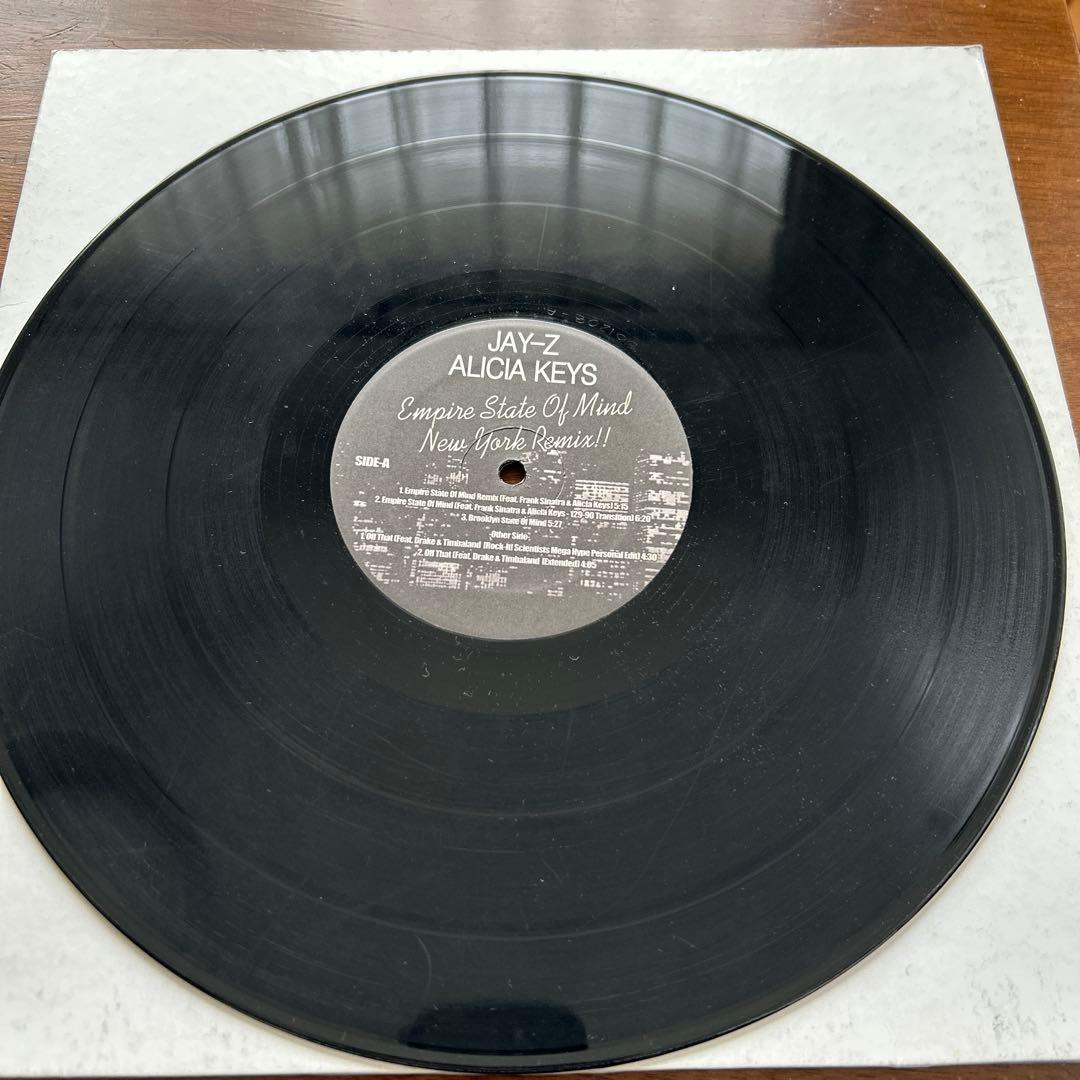 JAY-Z
ALICIA KEYS
Empire State Of Mind
New York Remix!!
SIDE-A
1. Empire State Of Mind Remix (Feat. Frank Sinatra & Alicia Keys) 5:15
2. Empire State Of Mind (Feat. Frank Sinatra & Alicia Keys - 129-90 Transition) 6:20
3. Brooklyn State Of Mind 5:27
Other Side
1. Off That (Feat. Drake & Timbaland (Rock-It! Scientists Mega Hype Personal Edit) 4:30
2. Off That (Feat. Drake & Timbaland (Extended) 4:05